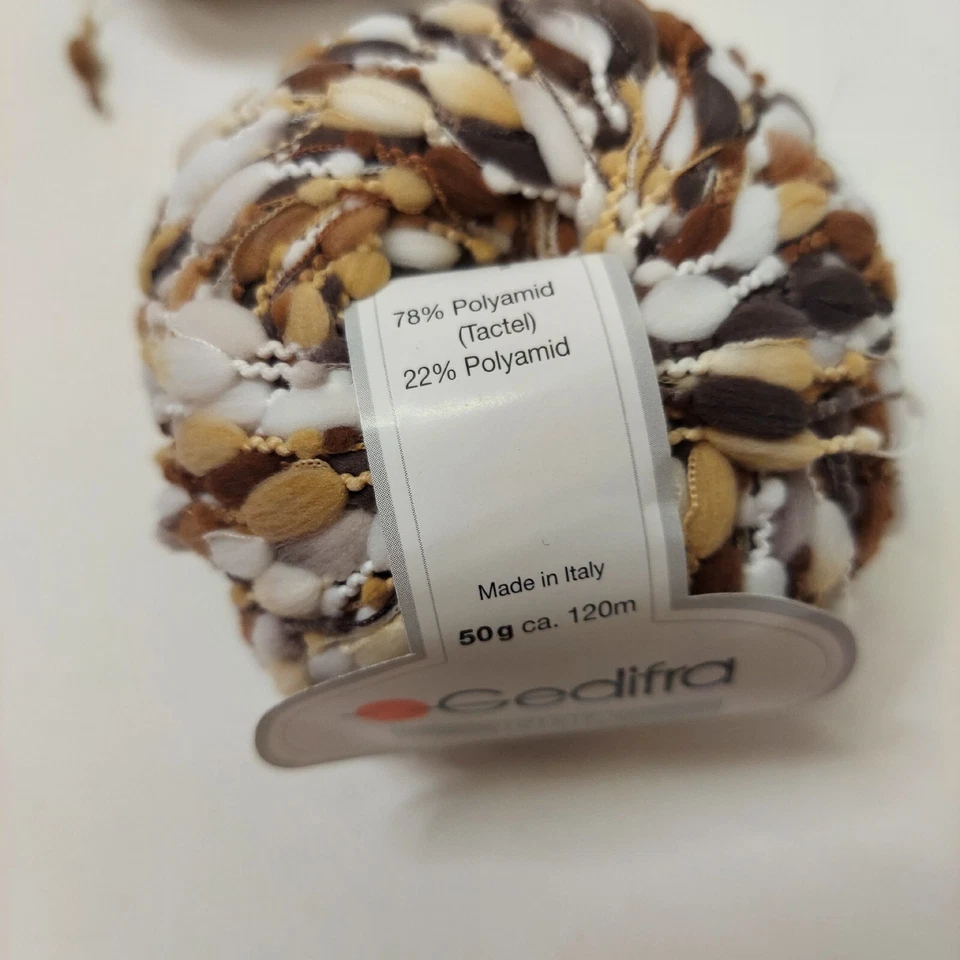 78% Polyamid
(Tactel)
22% Polyamid
Made in Italy
50g ca. 120m
Gedifra